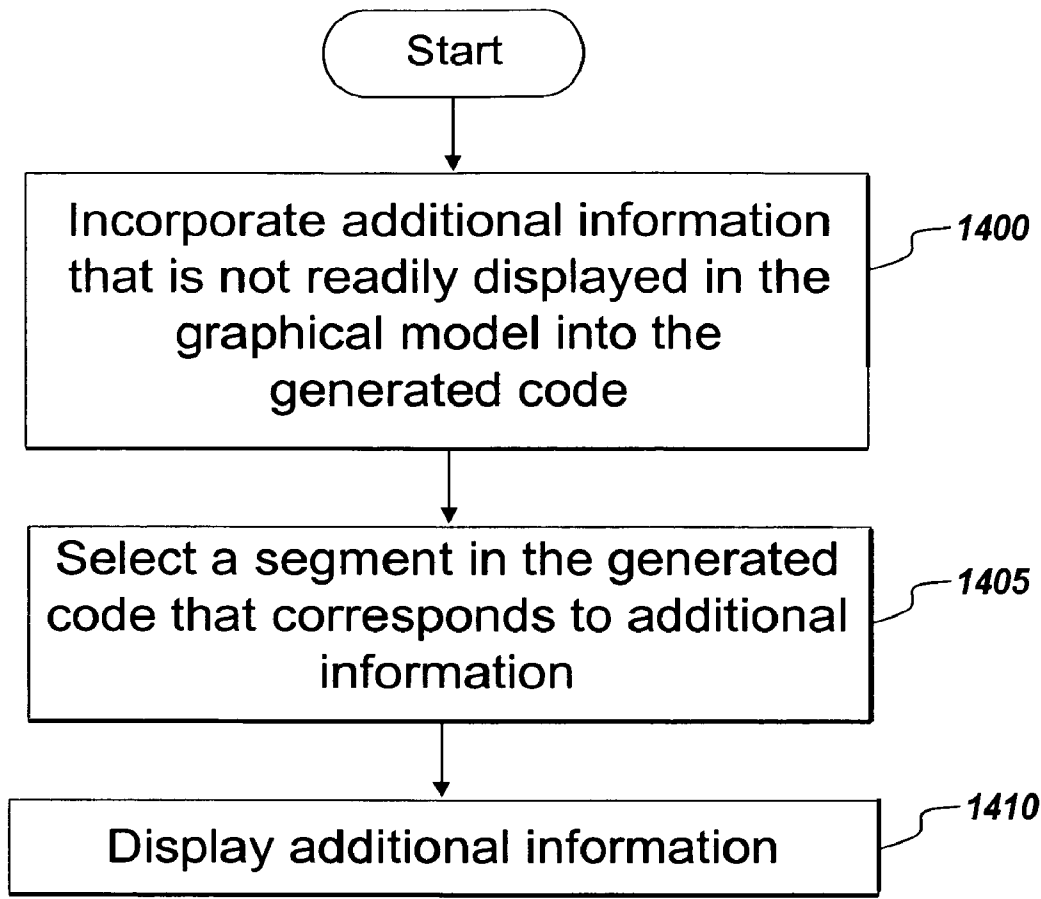 Start
Incorporate additional information
that is not readily displayed in the
graphical model into the
generated code
1400
Select a segment in the generated
code that corresponds to additional
information
1405
Display additional information
1410